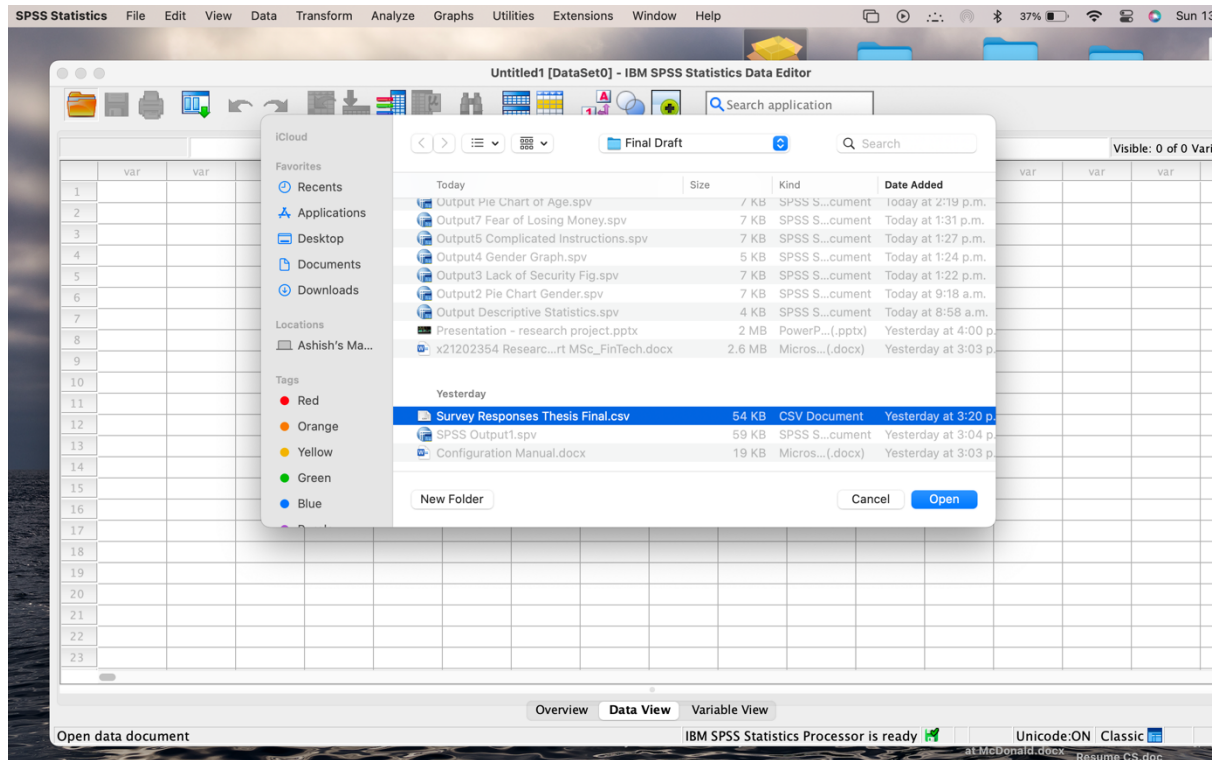 SPSS Statistics File Edit View Data Transform Analyze Graphs Utilities Extensions Window Help 37% Sun 13
Untitled1 [DataSet0] - IBM SPSS Statistics Data Editor
Search application
Visible: 0 of 0 Vari
iCloud
Favorites
Recents
Applications
Desktop
Documents
Downloads
Locations
Ashish's Ma...
Tags
Red
Orange
Yellow
Green
Blue
Final Draft
Search
Today Size Kind Date Added
Output Pie Chart of Age.spv 7 KB SPSS S...cument Today at 2:19 p.m.
Output7 Fear of Losing Money.spv 7 KB SPSS S...cument Today at 1:31 p.m.
Output5 Complicated Instructions.spv 7 KB SPSS S...cument Today at 1:27 p.m.
Output4 Gender Graph.spv 5 KB SPSS S...cument Today at 1:24 p.m.
Output3 Lack of Security Fig.spv 7 KB SPSS S...cument Today at 1:22 p.m.
Output2 Pie Chart Gender.spv 7 KB SPSS S...cument Today at 9:18 a.m.
Output Descriptive Statistics.spv 4 KB SPSS S...cument Today at 8:58 a.m.
Presentation - research project.pptx 2 MB PowerP...(.pptx) Yesterday at 4:00 p.
x21202354 Researc...rt MSc_FinTech.docx 2.6 MB Micros...(.docx) Yesterday at 3:03 p.
Yesterday
Survey Responses Thesis Final.csv 54 KB CSV Document Yesterday at 3:20 p.
SPSS Output1.spv 59 KB SPSS S...cument Yesterday at 3:04 p.
Configuration Manual.docx 19 KB Micros...(.docx) Yesterday at 3:03 p.
New Folder Cancel Open
var var var var var
1
2
3
4
5
6
7
8
9
10
11
12
13
14
15
16
17
18
19
20
21
22
23
Overview Data View Variable View
Open data document IBM SPSS Statistics Processor is ready Unicode:ON Classic
at McDonald.docx
Resume CS.doc